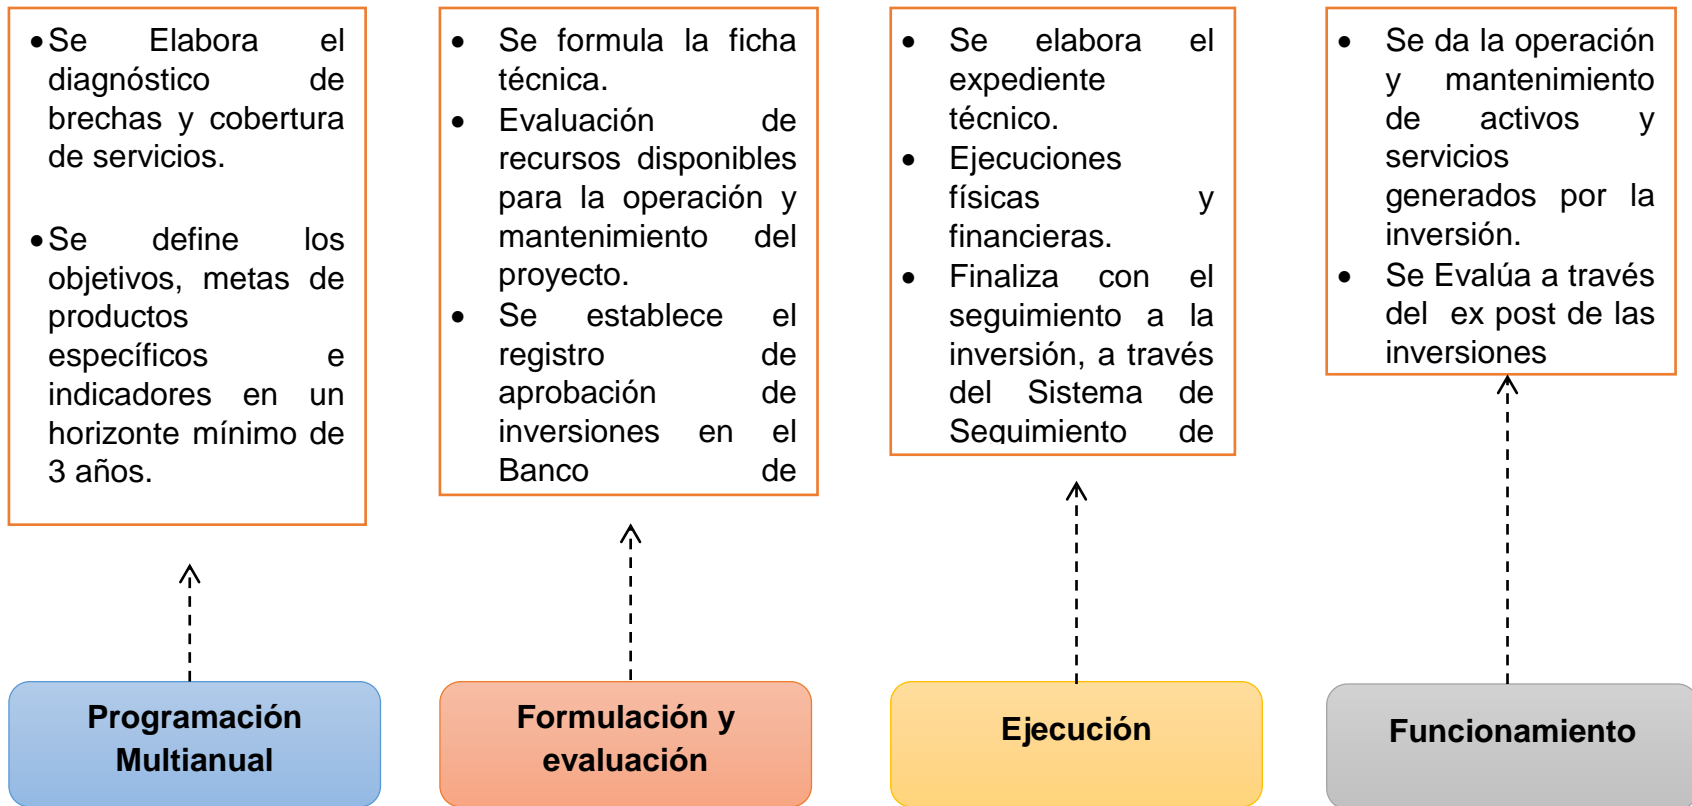 • Se Elabora el
diagnóstico de
brechas y cobertura
de servicios.
• Se define los
objetivos, metas de
productos
específicos e
indicadores en un
horizonte mínimo de
3 años.
• Se formula la ficha
técnica.
• Evaluación de
recursos disponibles
para la operación y
mantenimiento del
proyecto.
• Se establece el
registro de
aprobación de
inversiones en el
Banco de
• Se elabora el
expediente
técnico.
• Ejecuciones
físicas y
financieras.
• Finaliza con el
seguimiento a la
inversión, a través
del Sistema de
Seguimiento de
• Se da la operación
y mantenimiento
de activos y
servicios
generados por la
inversión.
• Se Evalúa a través
del ex post de las
inversiones
Programación
Multianual
Formulación y
evaluación
Ejecución
Funcionamiento